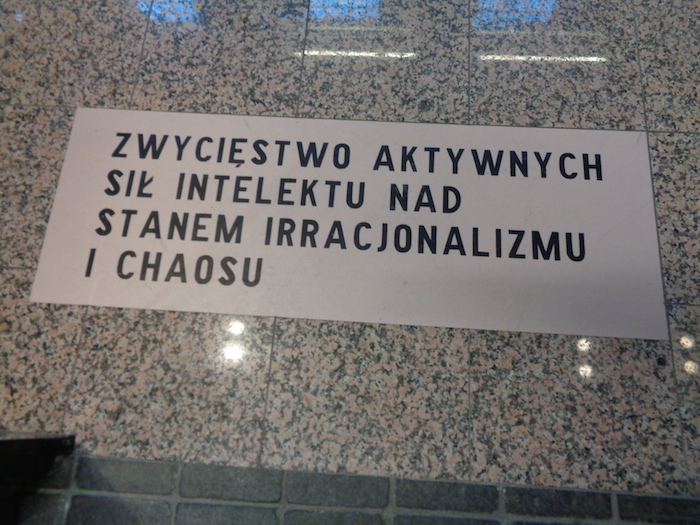 ZWYCIĘSTWO AKTYWNYCH
SIŁ INTELEKTU NAD
STANEM IRRACJONALIZMU
I CHAOSU